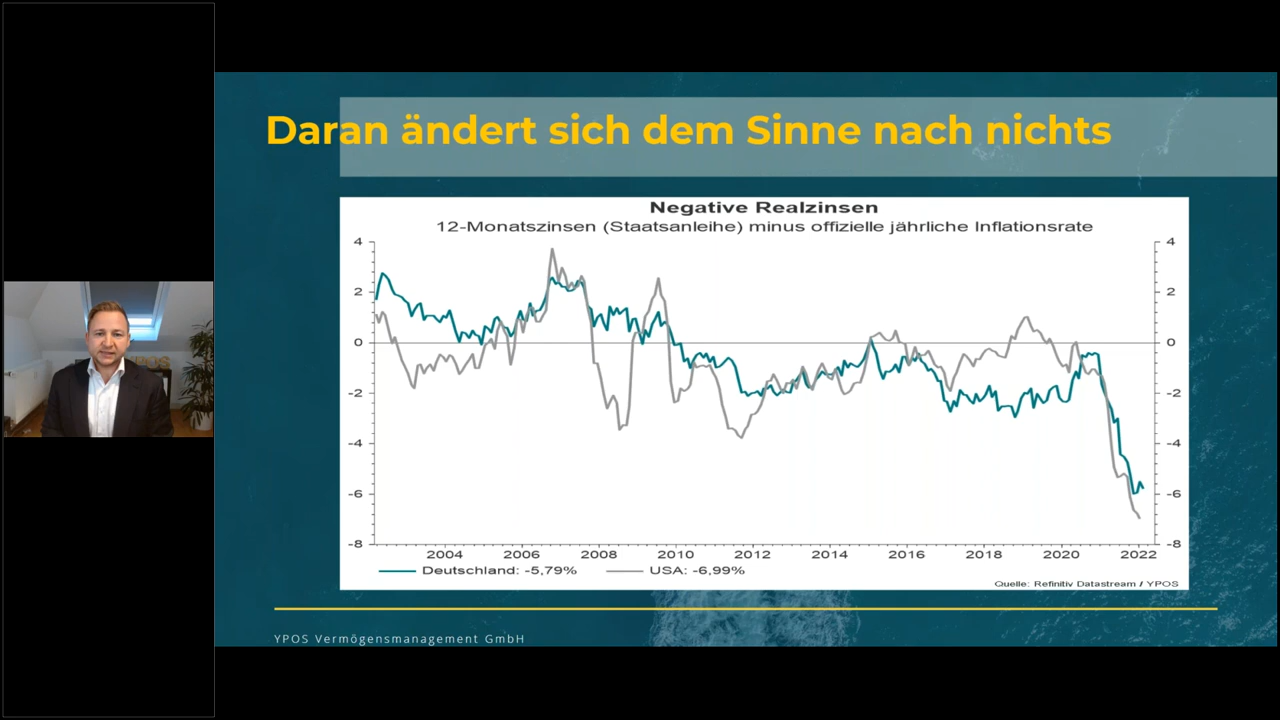 Daran ändert sich dem Sinne nach nichts
Negative Realzinsen
12-Monatszinsen (Staatsanleihe) minus offizielle jährliche Inflationsrate
4 4
2 2
0 0
-2 -2
-4 -4
-6 -6
-8 -8
2004 2006 2008 2010 2012 2014 2016 2018 2020 2022
Deutschland: -5,79% USA: -6,99%
Quelle: Refinitiv Datastream / YPOS
YPOS Vermögensmanagement GmbH